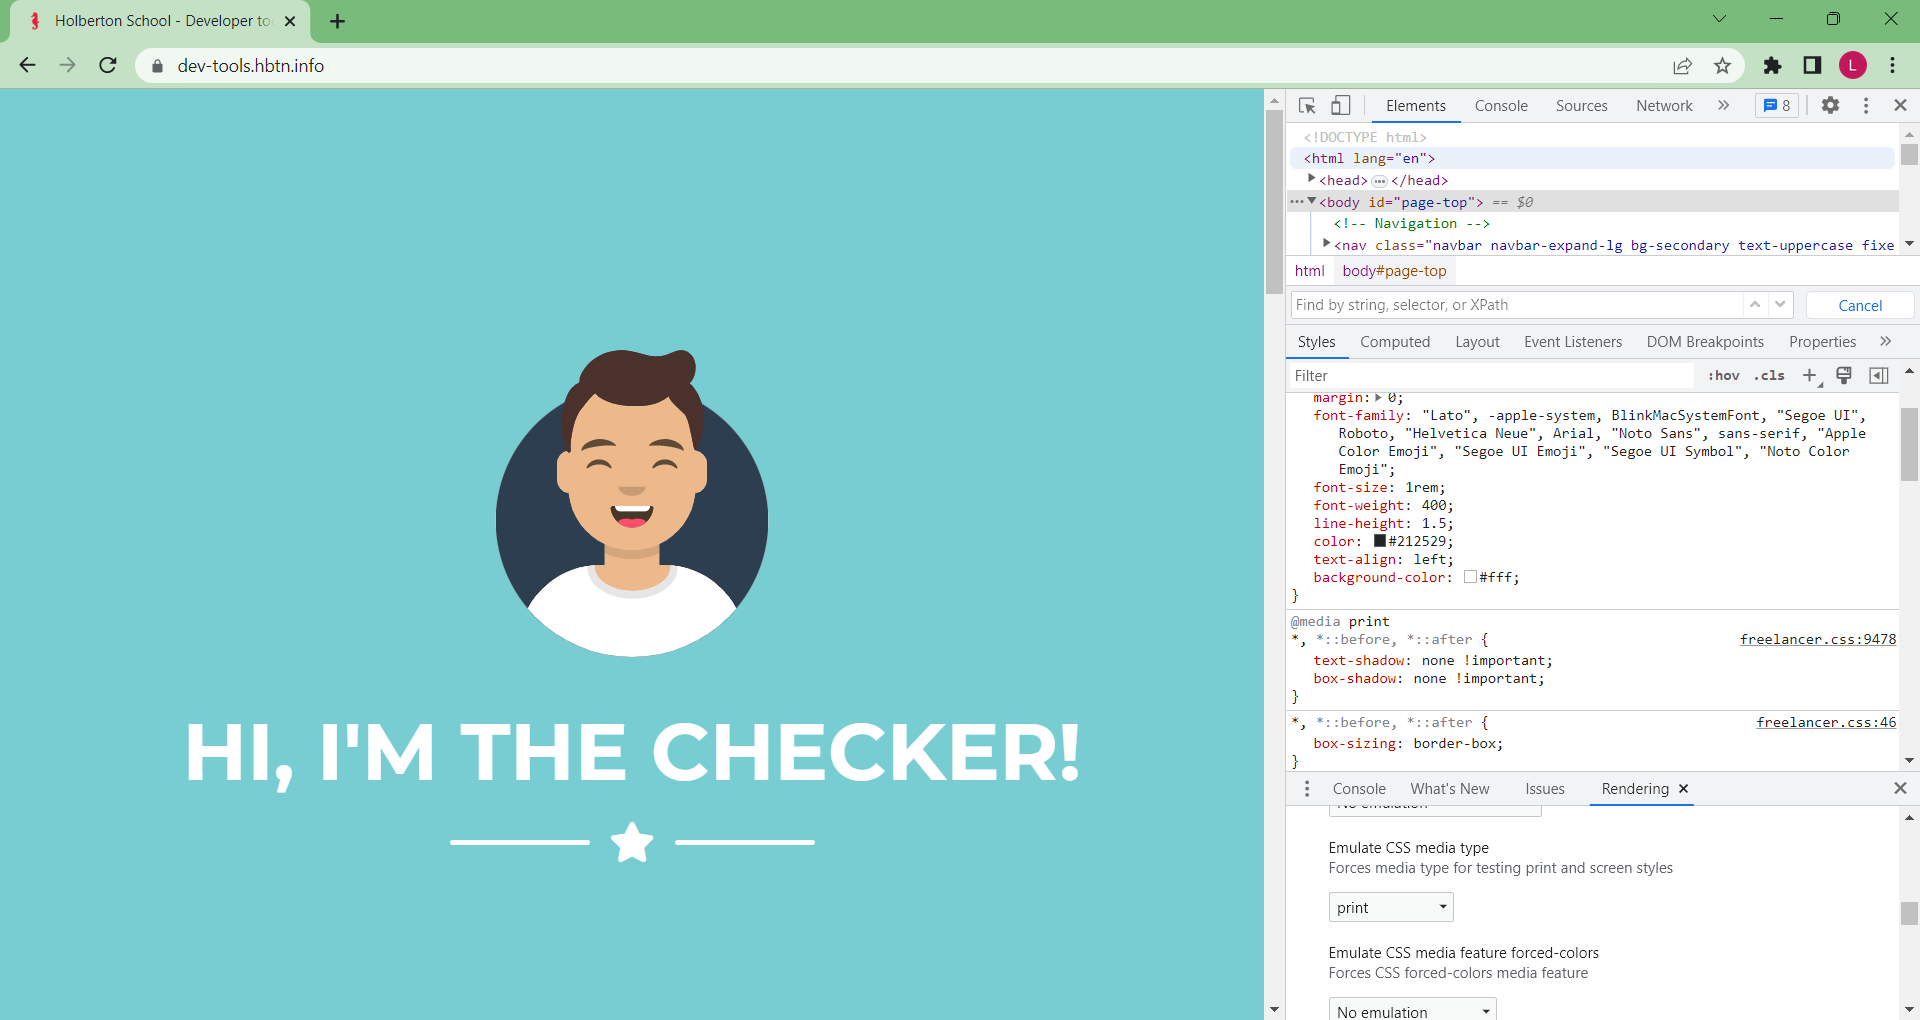 Holberton School - Developer too
dev-tools.hbtn.info
L
Elements Console Sources Network 8
<!DOCTYPE html>
<html lang="en">
<head> </head>
<body id="page-top"> == $0
<!-- Navigation -->
<nav class="navbar navbar-expand-lg bg-secondary text-uppercase fixe
html body#page-top
Find by string, selector, or XPath Cancel
Styles Computed Layout Event Listeners DOM Breakpoints Properties
Filter :hov .cls
margin: 0;
font-family: "Lato", -apple-system, BlinkMacSystemFont, "Segoe UI",
Roboto, "Helvetica Neue", Arial, "Noto Sans", sans-serif, "Apple
Color Emoji", "Segoe UI Emoji", "Segoe UI Symbol", "Noto Color
Emoji";
font-size: 1rem;
font-weight: 400;
line-height: 1.5;
color: #212529;
text-align: left;
background-color: #fff;
}
@media print
*, *::before, *::after { freelancer.css:9478
text-shadow: none !important;
box-shadow: none !important;
}
*, *::before, *::after { freelancer.css:46
box-sizing: border-box;
}
Console What's New Issues Rendering
No emulation
Emulate CSS media type
Forces media type for testing print and screen styles
print
Emulate CSS media feature forced-colors
Forces CSS forced-colors media feature
No emulation
HI, I'M THE CHECKER!